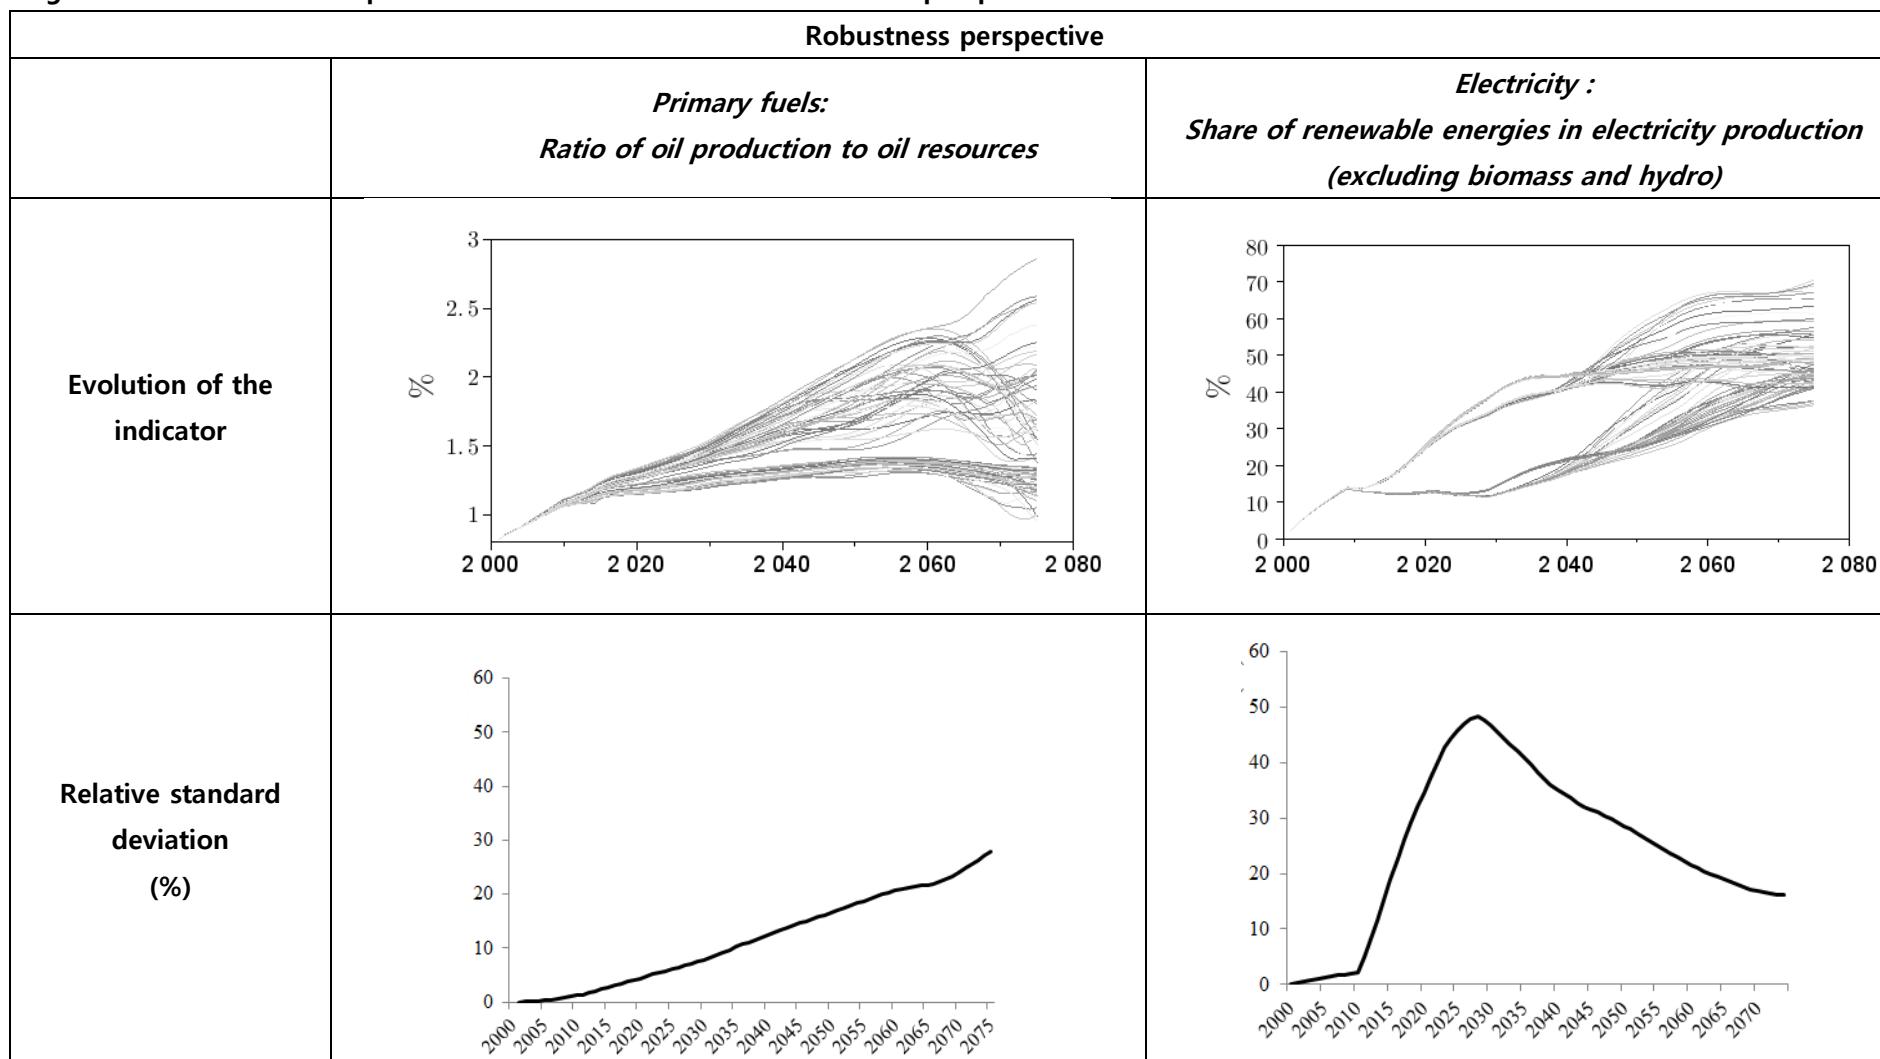 Robustness perspective
Primary fuels:
Ratio of oil production to oil resources
Electricity :
Share of renewable energies in electricity production
(excluding biomass and hydro)
Evolution of the
indicator
%
3
2.5
2
1.5
1
2 000 2 020 2 040 2 060 2 080
%
80
70
60
50
40
30
20
10
0
2 000 2 020 2 040 2 060 2 080
Relative standard
deviation
(%)
60
50
40
30
20
10
0
2000 2005 2010 2015 2020 2025 2030 2035 2040 2045 2050 2055 2060 2065 2070 2075
60
50
40
30
20
10
0
2000 2005 2010 2015 2020 2025 2030 2035 2040 2045 2050 2055 2060 2065 2070